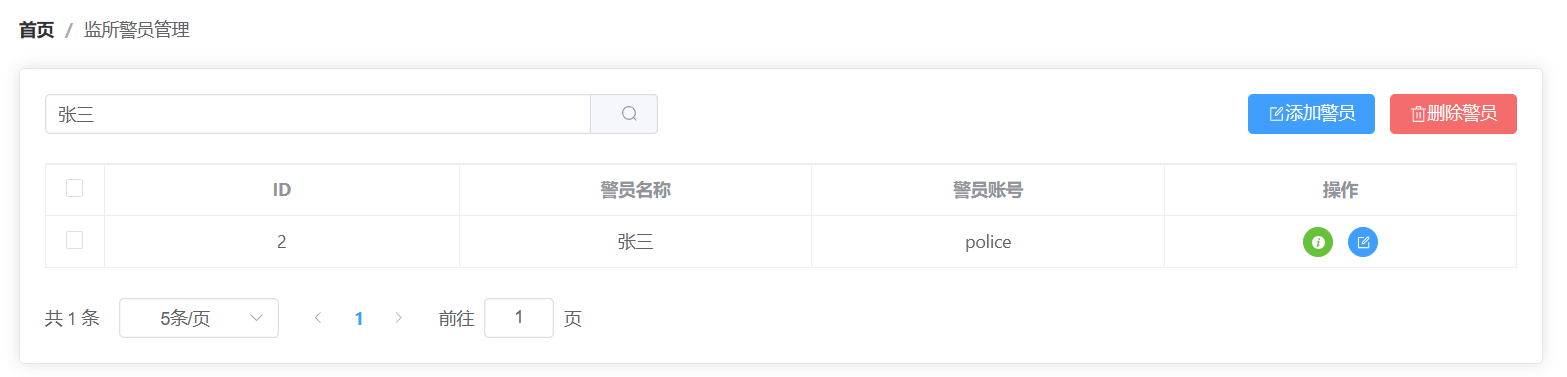 首页 / 监所警员管理
张三 添加警员 删除警员
ID 警员名称 警员账号 操作
2 张三 police
共 1 条 5条/页 1 前往 1 页